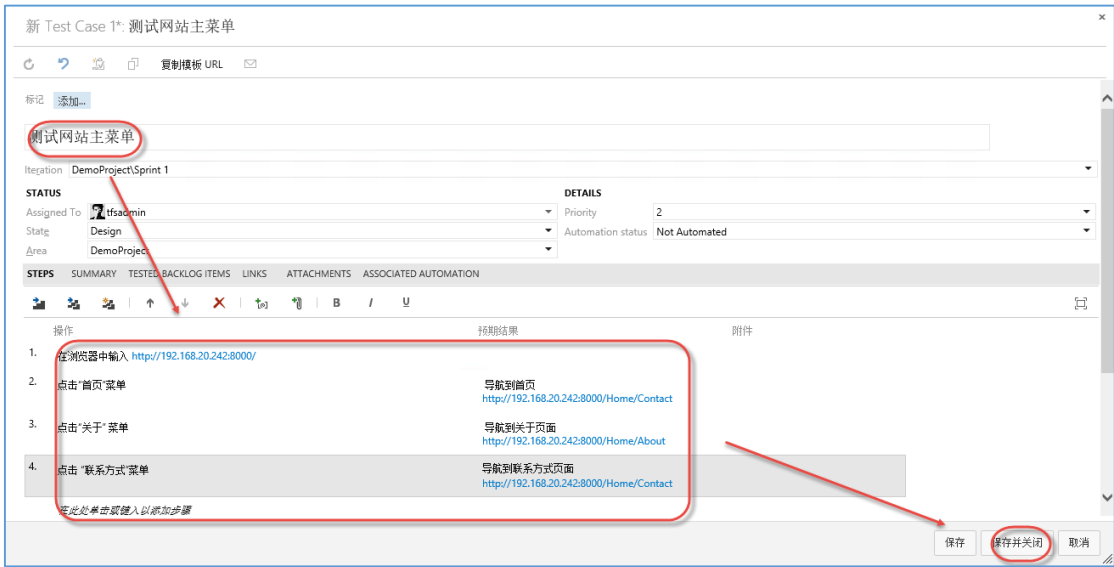 新 Test Case 1*: 测试网站主菜单
×
复制模板 URL
标记 添加...
测试网站主菜单
Iteration DemoProject\Sprint 1
STATUS DETAILS
Assigned To tfsadmin Priority 2
State Design Automation status Not Automated
Area DemoProject
STEPS SUMMARY TESTED BACKLOG ITEMS LINKS ATTACHMENTS ASSOCIATED AUTOMATION
B I U
操作 预期结果 附件
1. 在浏览器中输入 http://192.168.20.242:8000/
2. 点击"首页"菜单 导航到首页
http://192.168.20.242:8000/Home/Contact
3. 点击"关于" 菜单 导航到关于页面
http://192.168.20.242:8000/Home/About
4. 点击 "联系方式"菜单 导航到联系方式页面
http://192.168.20.242:8000/Home/Contact
在此处单击或键入以添加步骤
保存 保存并关闭 取消